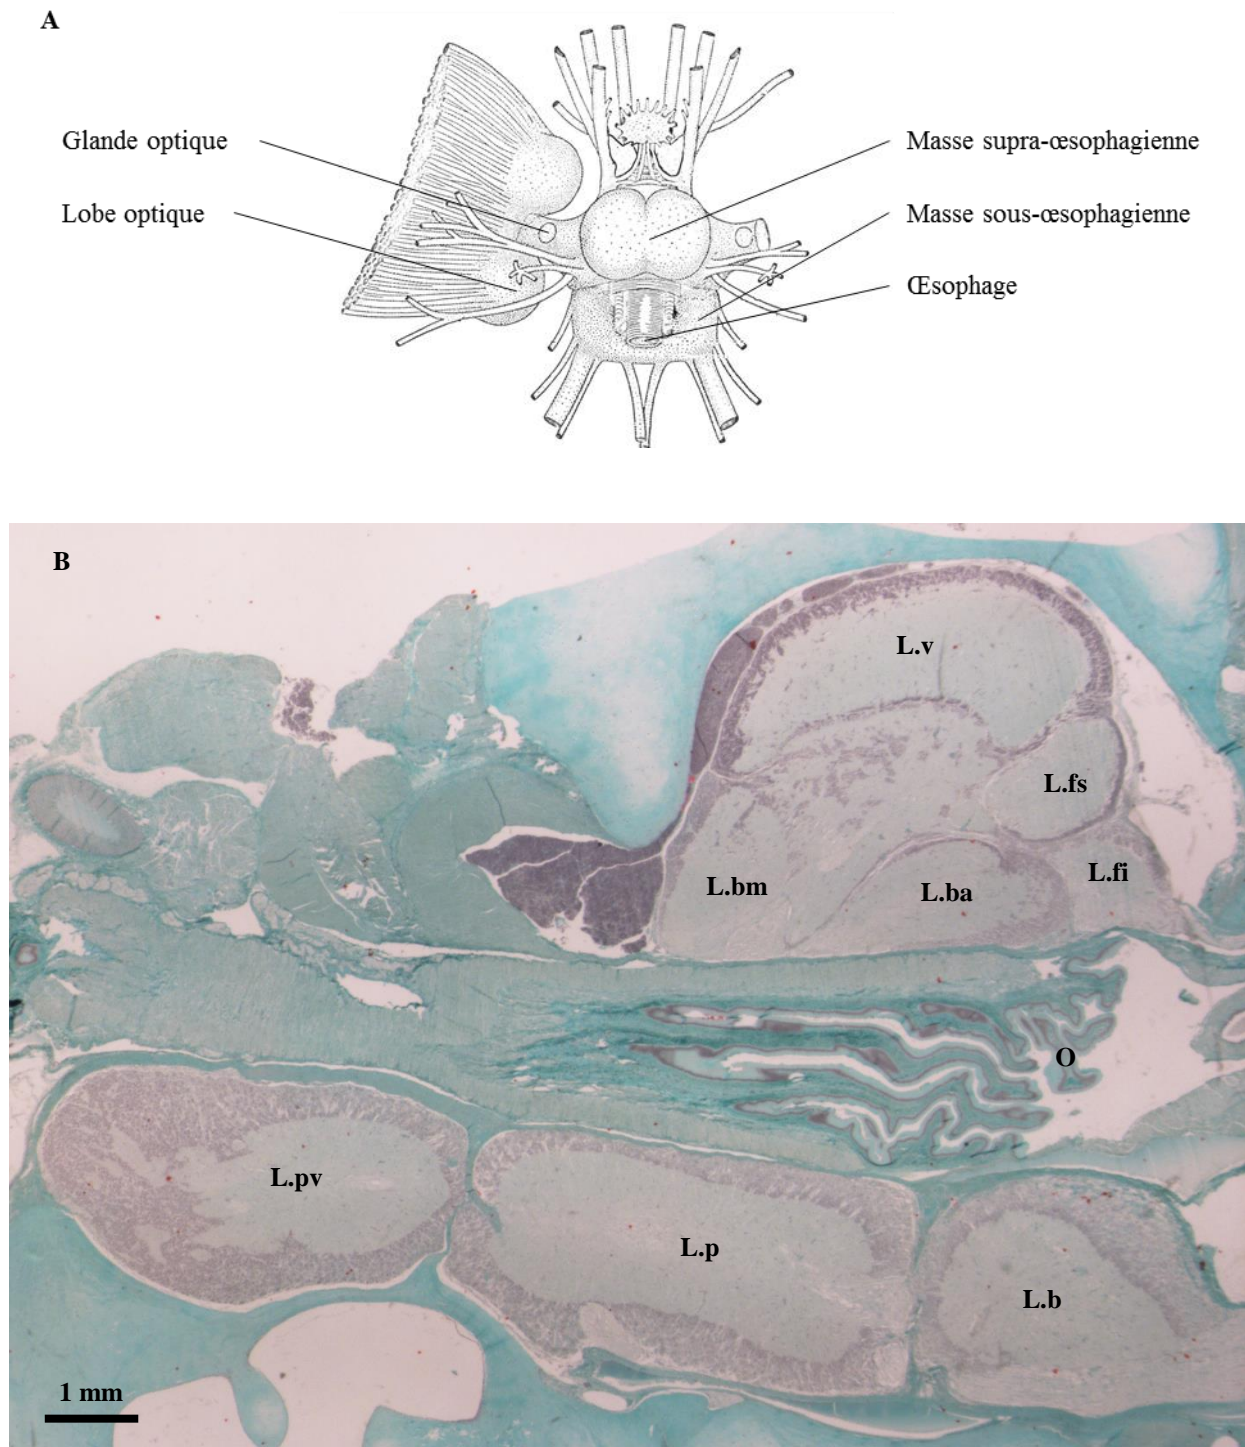 A
Glande optique
Lobe optique
Masse supra-œsophagienne
Masse sous-œsophagienne
Œsophage
B
L.v
L.fs
L.fi
L.bm
L.ba
O
L.pv
L.p
L.b
1 mm